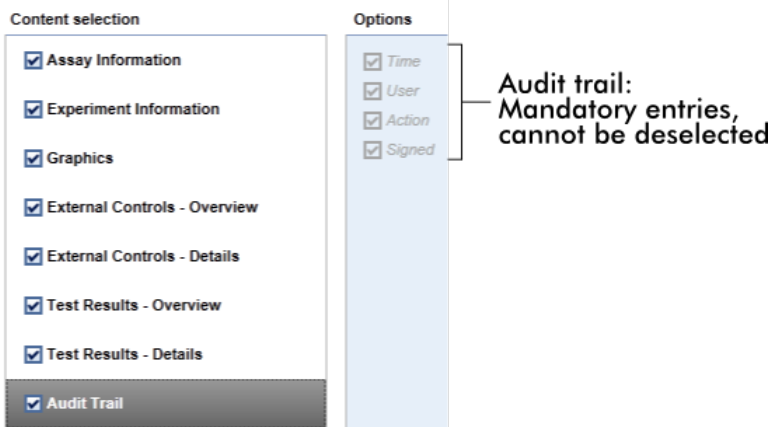 Content selection
Assay Information
Experiment Information
Graphics
External Controls - Overview
External Controls - Details
Test Results - Overview
Test Results - Details
Audit Trail
Options
Time
User
Action
Signed
Audit trail:
Mandatory entries,
cannot be deselected